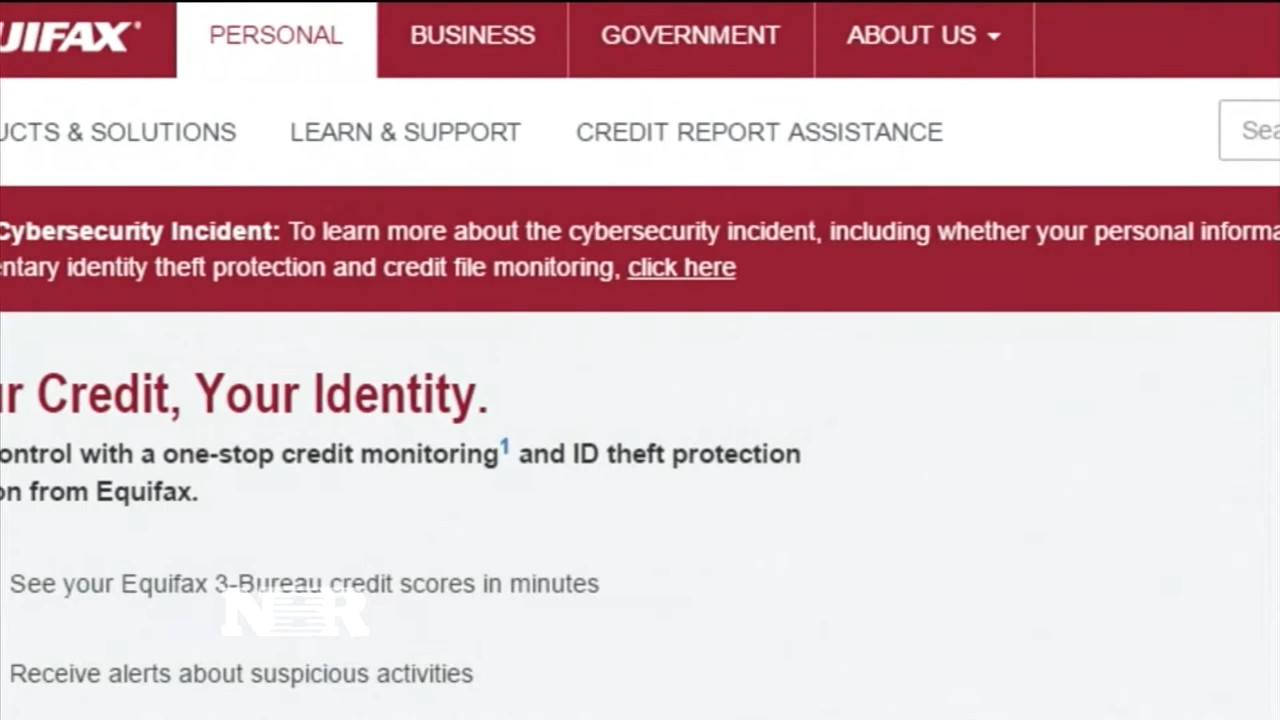 UIFAX®
PERSONAL
BUSINESS
GOVERNMENT
ABOUT US
UCTS & SOLUTIONS
LEARN & SUPPORT
CREDIT REPORT ASSISTANCE
Sea
Cybersecurity Incident: To learn more about the cybersecurity incident, including whether your personal informa
entary identity theft protection and credit file monitoring, click here
ur Credit, Your Identity.
ontrol with a one-stop credit monitoring1 and ID theft protection
on from Equifax.
See your Equifax 3-Bureau credit scores in minutes
Receive alerts about suspicious activities